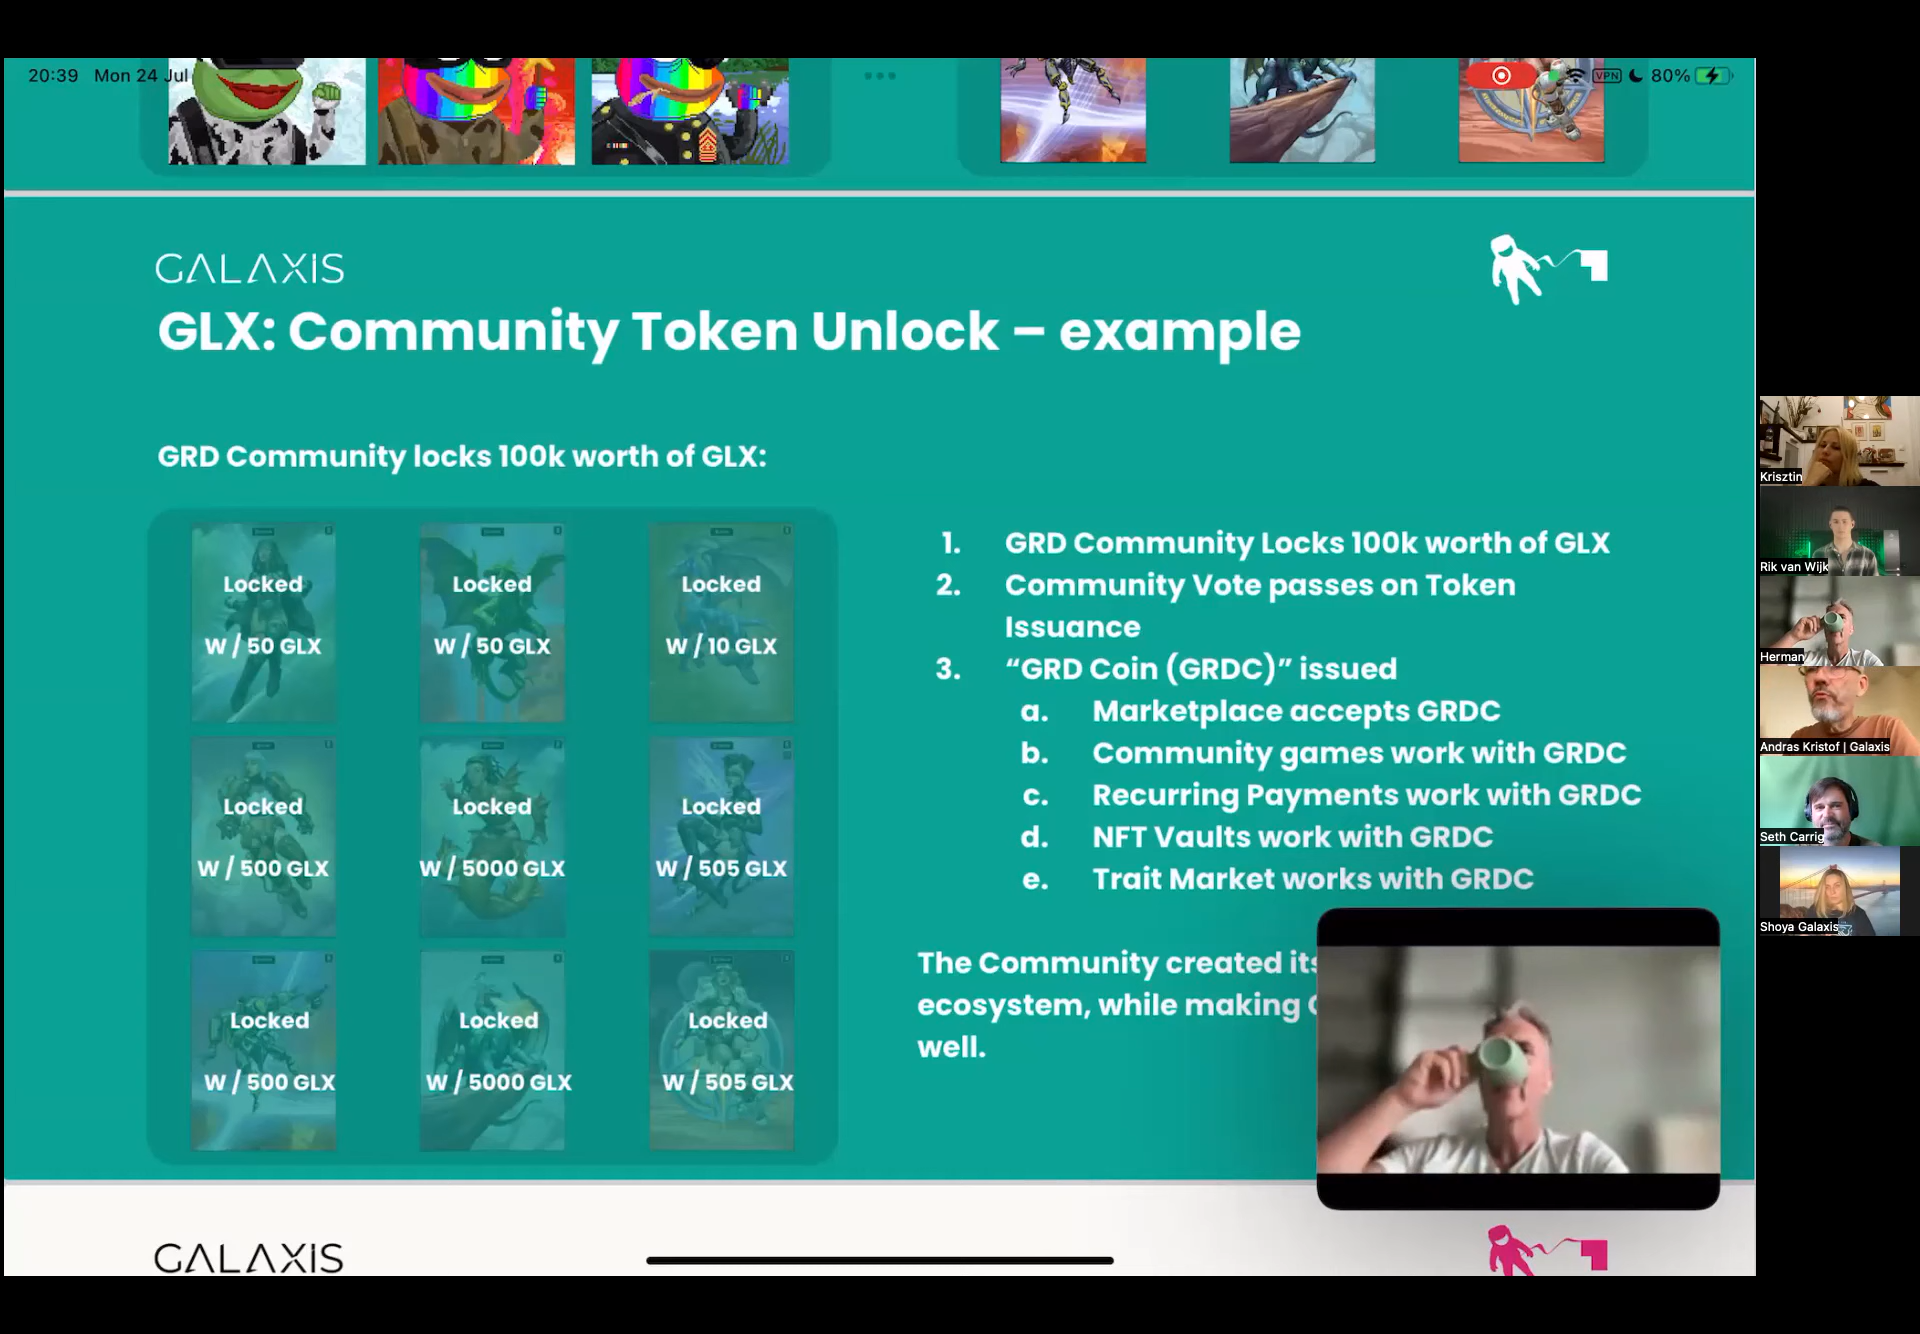 20:39 Mon 24 Jul
VPN 80%
GALAXIS
GLX: Community Token Unlock – example
GRD Community locks 100k worth of GLX:
Locked
W / 50 GLX
Locked
W / 50 GLX
Locked
W / 10 GLX
Locked
W / 500 GLX
Locked
W / 5000 GLX
Locked
W / 505 GLX
Locked
W / 500 GLX
Locked
W / 5000 GLX
Locked
W / 505 GLX
1. GRD Community Locks 100k worth of GLX
2. Community Vote passes on Token
Issuance
3. “GRD Coin (GRDC)” issued
a. Marketplace accepts GRDC
b. Community games work with GRDC
c. Recurring Payments work with GRDC
d. NFT Vaults work with GRDC
e. Trait Market works with GRDC
The Community created its
ecosystem, while making
well.
GALAXIS
Krisztin
Rik van Wijk
Herman
Andras Kristof | Galaxis
Seth Carrig
Shoya Galaxis